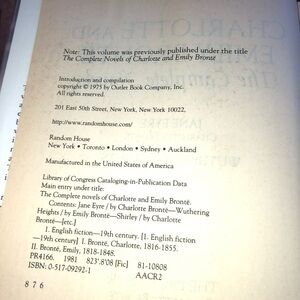 Note: This volume was previously published under the title
The Complete Novels of Charlotte and Emily Brontë
Introduction and compilation
copyright © 1975 by Outlet Book Company, Inc.
All rights reserved.
201 East 50th Street, New York, New York 10022,
http://www.randomhouse.com/
Random House
New York • Toronto • London • Sydney • Auckland
Manufactured in the United States of America
Library of Congress Cataloging-in-Publication Data
Main entry under title:
The Complete novels of Charlotte and Emily Brontë.
Contents: Jane Eyre / by Charlotte Brontë—Wuthering
Heights / by Emily Brontë—Shirley / by Charlotte
Brontë—[etc.]
I. English fiction—19th century. [1. English fiction
—19th century] I. Brontë, Charlotte, 1816-1855.
II. Brontë, Emily, 1818-1848.
PR4166. 1981 823'.8'08 [Fic] 81-10808
ISBN: 0-517-09292-1 AACR2
8 7 6